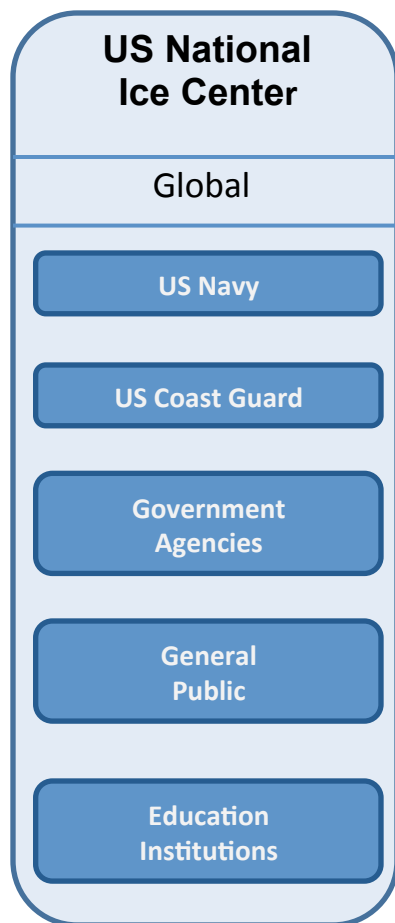 US National
Ice Center
Global
US Navy
US Coast Guard
Government
Agencies
General
Public
Education
Institutions